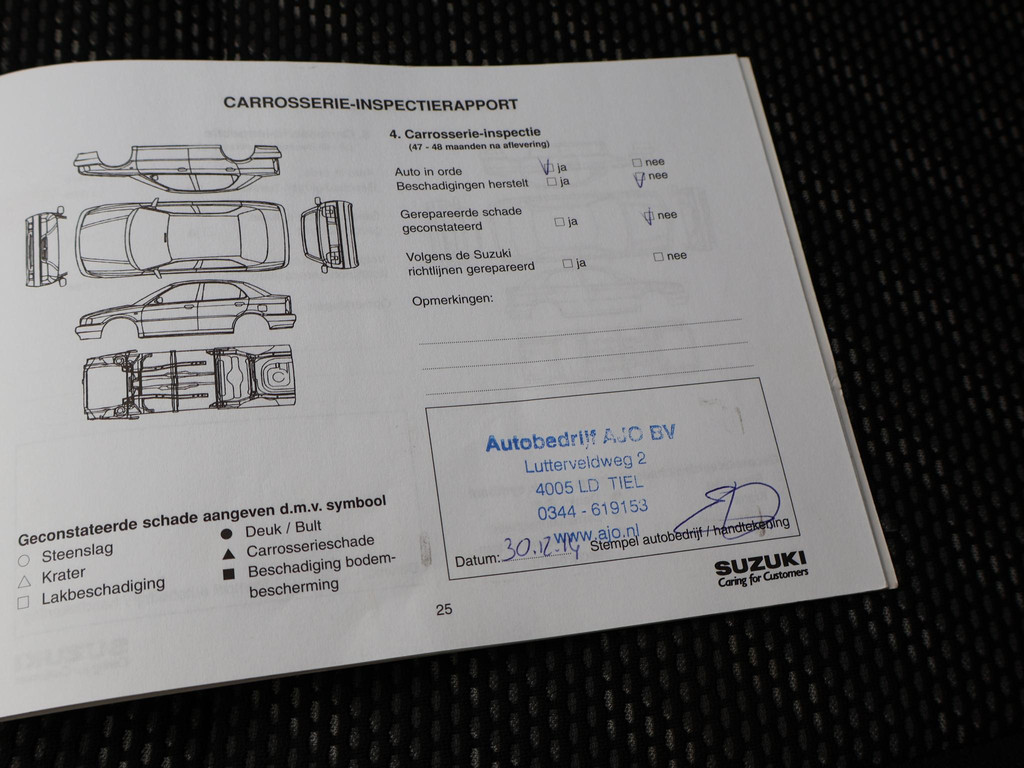 CARROSSERIE-INSPECTIERAPPORT
4. Carrosserie-inspectie
(47 - 48 maanden na aflevering)
Auto in orde ja nee
Beschadigingen herstelt ja nee
Gerepareerde schade
geconstateerd ja nee
Volgens de Suzuki
richtlijnen gerepareerd ja nee
Opmerkingen:
Autobedrijf AJO BV
Lutterveldweg 2
4005 LD TIEL
0344 - 619153
www.ajo.nl
Datum: 30.12.14 Stempel autobedrijf / handtekening
Geconstateerde schade aangeven d.m.v. symbool
Steenslag
Krater
Lakbeschadiging
Deuk / Bult
Carrosserieschade
Beschadiging bodem-
bescherming
SUZUKI
Caring for Customers
25